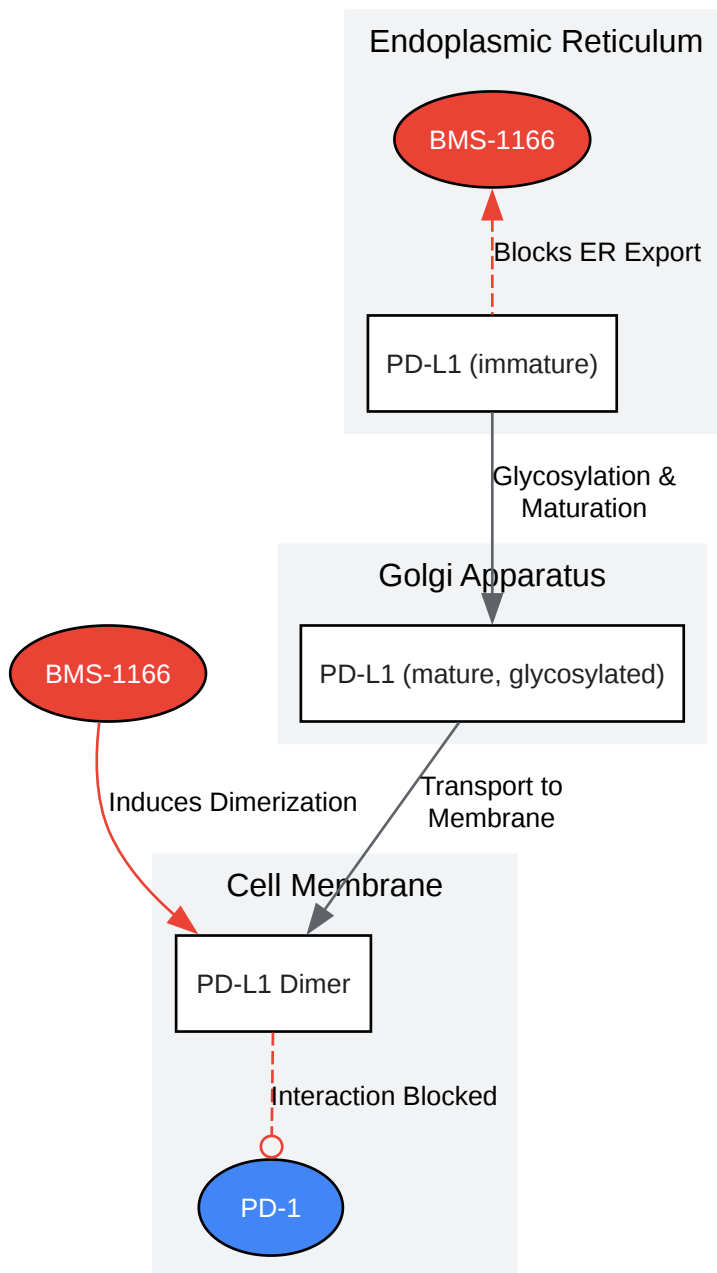 Endoplasmic Reticulum
BMS-1166
Blocks ER Export
PD-L1 (immature)
Glycosylation &
Maturation
Golgi Apparatus
PD-L1 (mature, glycosylated)
BMS-1166
Induces Dimerization
Transport to
Membrane
Cell Membrane
PD-L1 Dimer
Interaction Blocked
PD-1